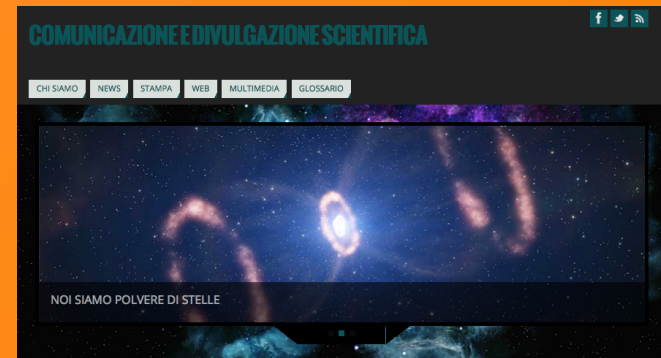 COMUNICAZIONE E DIVULGAZIONE SCIENTIFICA
CHI SIAMO NEWS STAMPA WEB MULTIMEDIA GLOSSARIO
NOI SIAMO POLVERE DI STELLE